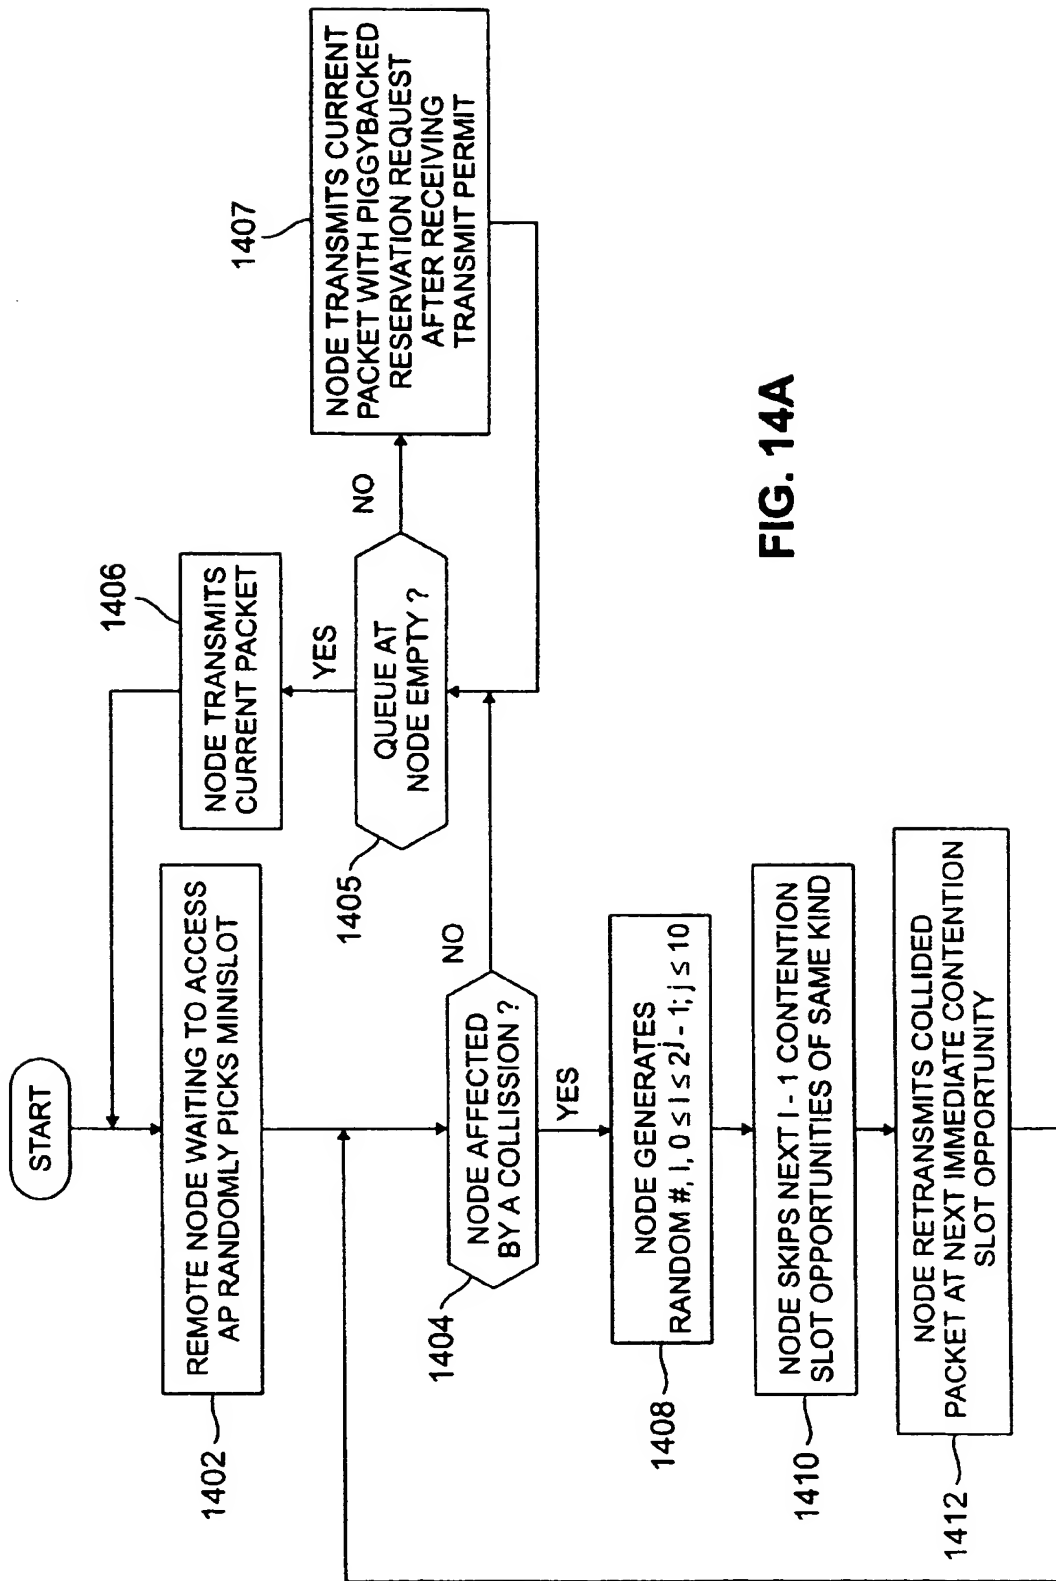 START
REMOTE NODE WAITING TO ACCESS
AP RANDOMLY PICKS MINISLOT
1402
NODE AFFECTED
BY A COLLISSION ?
1404
NO
YES
QUEUE AT
NODE EMPTY ?
1405
YES
NO
NODE TRANSMITS
CURRENT PACKET
1406
NODE TRANSMITS CURRENT
PACKET WITH PIGGYBACKED
RESERVATION REQUEST
AFTER RECEIVING
TRANSMIT PERMIT
1407
NODE GENERATES
RANDOM #, I, 0 ≤ I ≤ 2^j - 1; j ≤ 10
1408
NODE SKIPS NEXT I - 1 CONTENTION
SLOT OPPORTUNITIES OF SAME KIND
1410
NODE RETRANSMITS COLLIDED
PACKET AT NEXT IMMEDIATE CONTENTION
SLOT OPPORTUNITY
1412
FIG. 14A